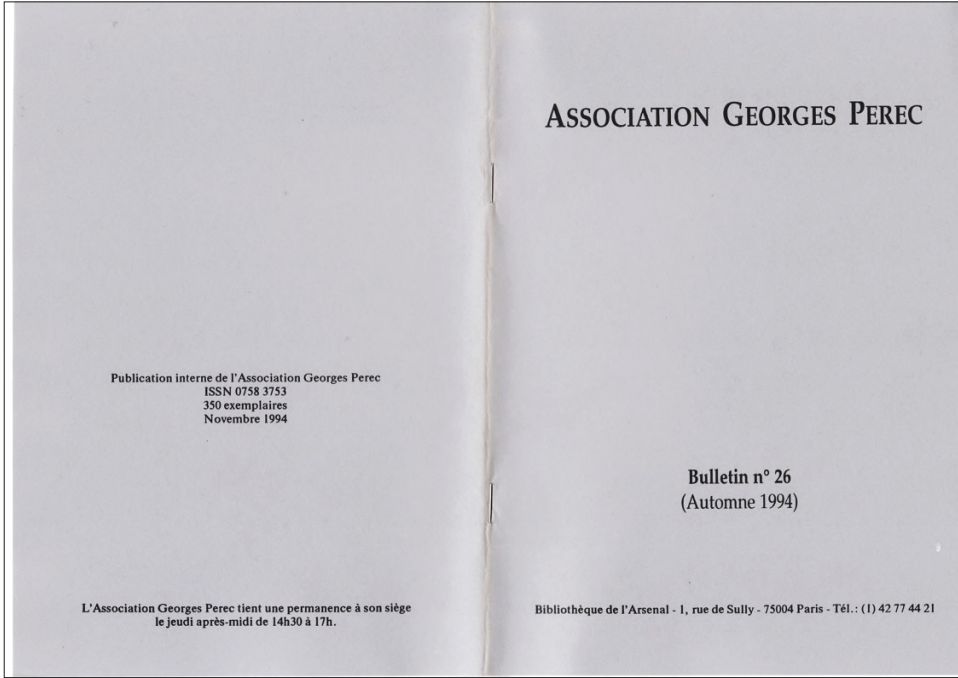 Publication interne de l'Association Georges Perec
ISSN 0758 3753
350 exemplaires
Novembre 1994
L'Association Georges Perec tient une permanence à son siège
le jeudi après-midi de 14h30 à 17h.
ASSOCIATION GEORGES PEREC
Bulletin n° 26
(Automne 1994)
Bibliothèque de l'Arsenal - 1, rue de Sully - 75004 Paris - Tél.: (1) 42 77 44 21